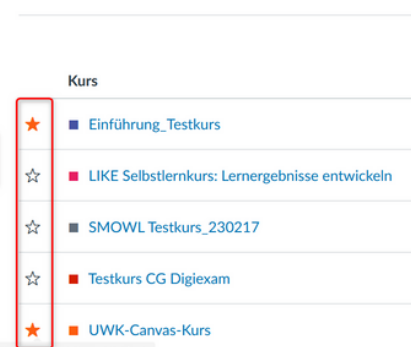 Kurs
Einführung_Testkurs
LIKE Selbstlernkurs: Lernergebnisse entwickeln
SMOWL Testkurs_230217
Testkurs CG Digiexam
UWK-Canvas-Kurs